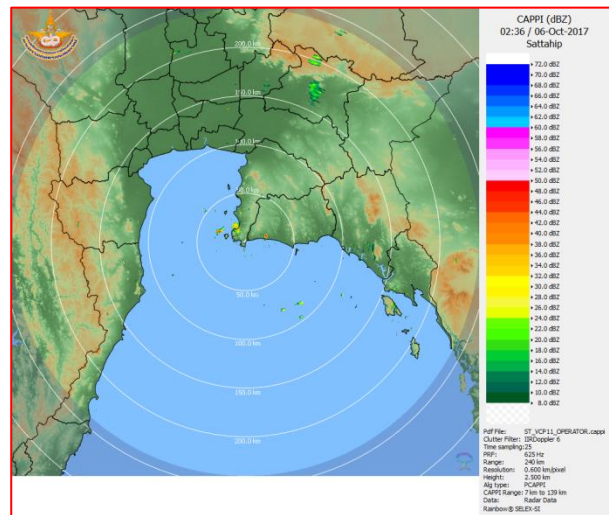 CAPPI (dBZ)
02:36 / 06-Oct-2017
Sattahip
72.0 dBZ
70.0 dBZ
68.0 dBZ
66.0 dBZ
64.0 dBZ
62.0 dBZ
60.0 dBZ
58.0 dBZ
56.0 dBZ
54.0 dBZ
52.0 dBZ
50.0 dBZ
48.0 dBZ
46.0 dBZ
44.0 dBZ
42.0 dBZ
40.0 dBZ
38.0 dBZ
36.0 dBZ
34.0 dBZ
32.0 dBZ
30.0 dBZ
28.0 dBZ
26.0 dBZ
24.0 dBZ
22.0 dBZ
20.0 dBZ
18.0 dBZ
16.0 dBZ
14.0 dBZ
12.0 dBZ
10.0 dBZ
8.0 dBZ
Pdf File: ST_VCP11_OPERATOR.cappi
Clutter Filter: IIRDoppler 6
Time sampling:25
PRF: 625 Hz
Range: 240 km
Resolution: 0.600 km/pixel
Height: 2.500 km
Alg type: PCAPPI
CAPPI Range: 7 km to 139 km
Data: Radar Data
Rainbow® SELEX-SI
200.0 km
150.0 km
100.0 km
50.0 km
50.0 km
100.0 km
150.0 km
200.0 km